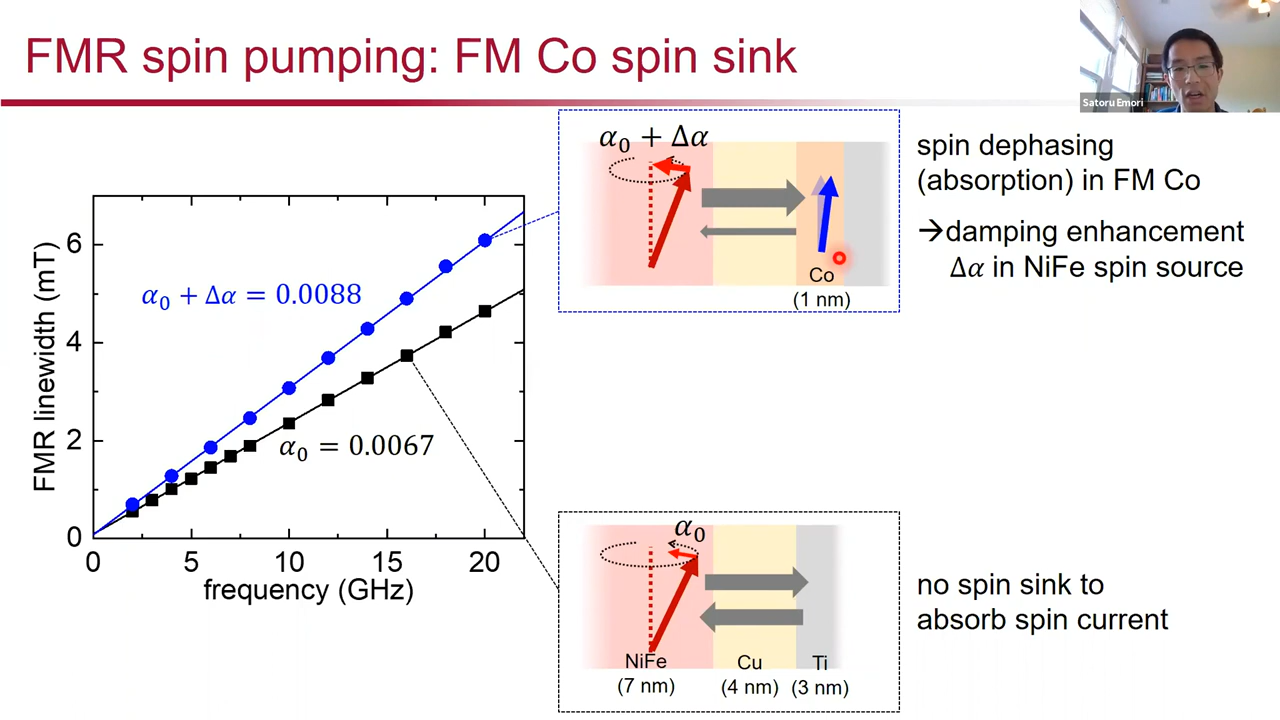 FMR spin pumping: FM Co spin sink
Satoru Emori
FMR linewidth (mT)
6
4
2
0
0
5
10
15
20
frequency (GHz)
α₀ + Δα = 0.0088
α₀ = 0.0067
α₀ + Δα
Co
(1 nm)
spin dephasing
(absorption) in FM Co
→damping enhancement
Δα in NiFe spin source
α₀
NiFe
(7 nm)
Cu
(4 nm)
Ti
(3 nm)
no spin sink to
absorb spin current